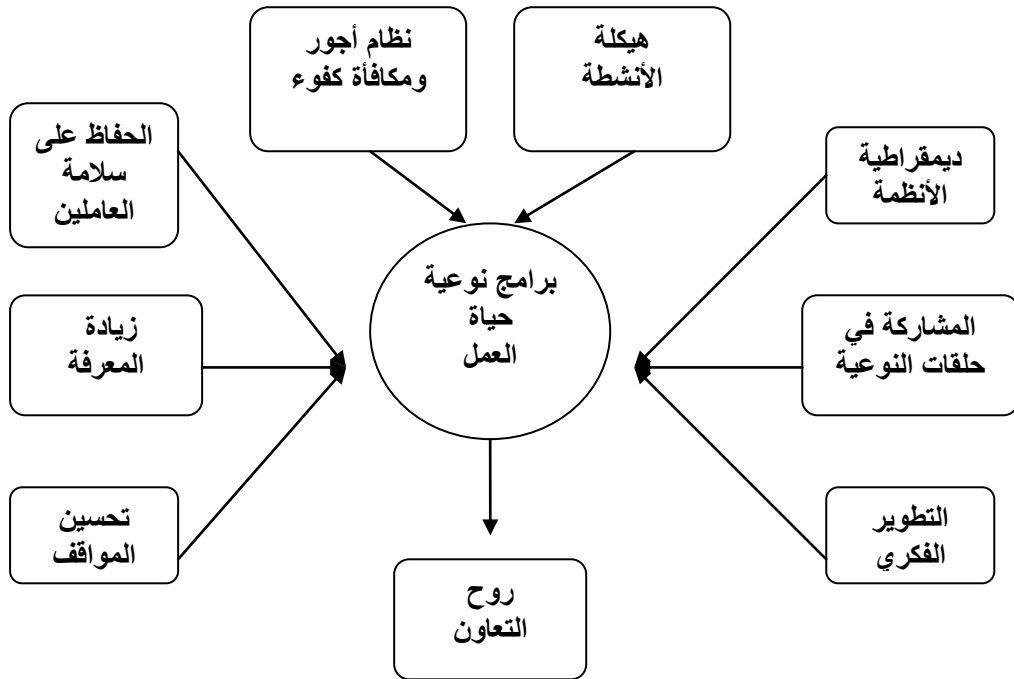 هيكلة
الأنشطة
نظام أجور
ومكافأة كفوء
ديمقراطية
الأنظمة
الحفاظ على
سلامة
العاملين
برامج نوعية
حياة
العمل
المشاركة في
حلقات النوعية
زيادة
المعرفة
التطوير
الفكري
تحسين
المواقف
روح
التعاون